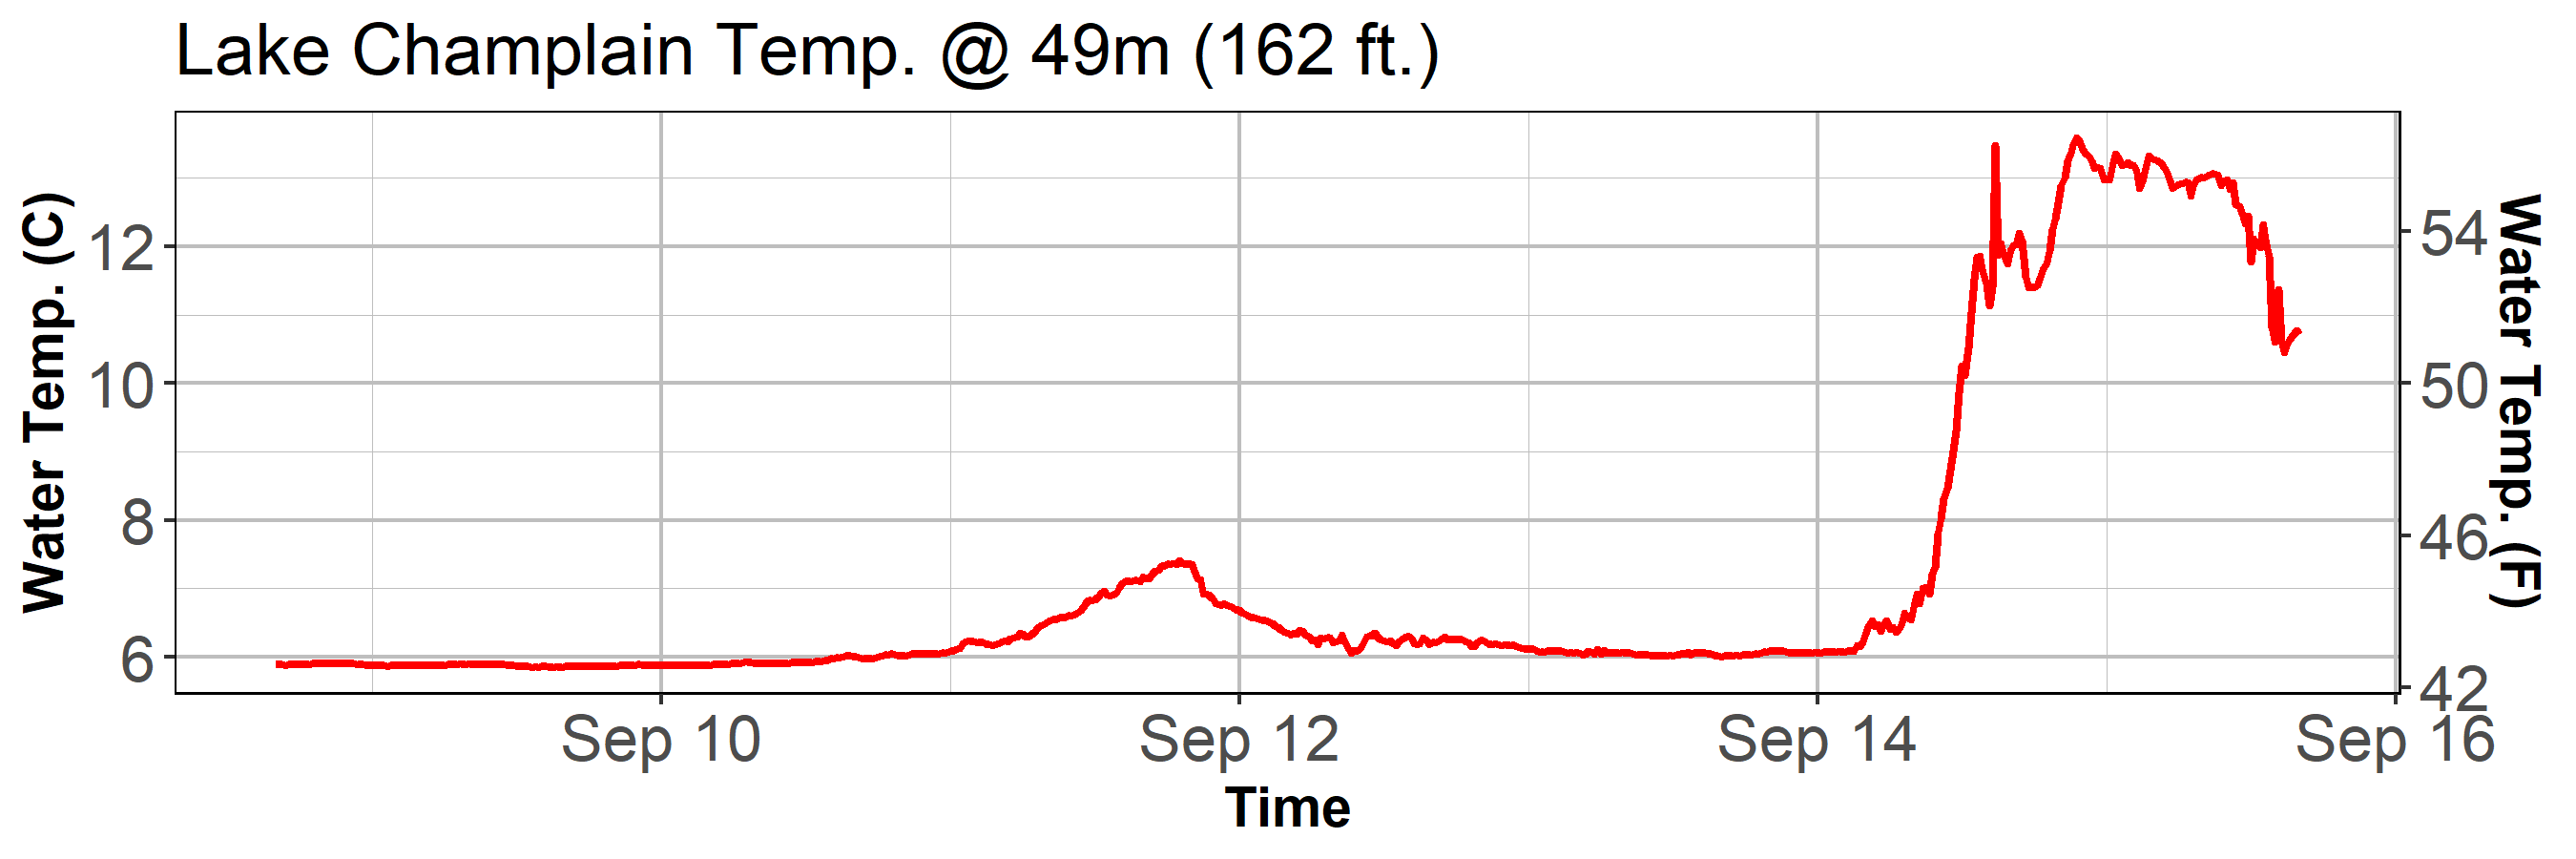 Lake Champlain Temp. @ 49m (162 ft.)
Water Temp. (C)
12
10
8
6
54
50
46
42
Water Temp. (F)
Sep 10 Sep 12 Sep 14 Sep 16
Time